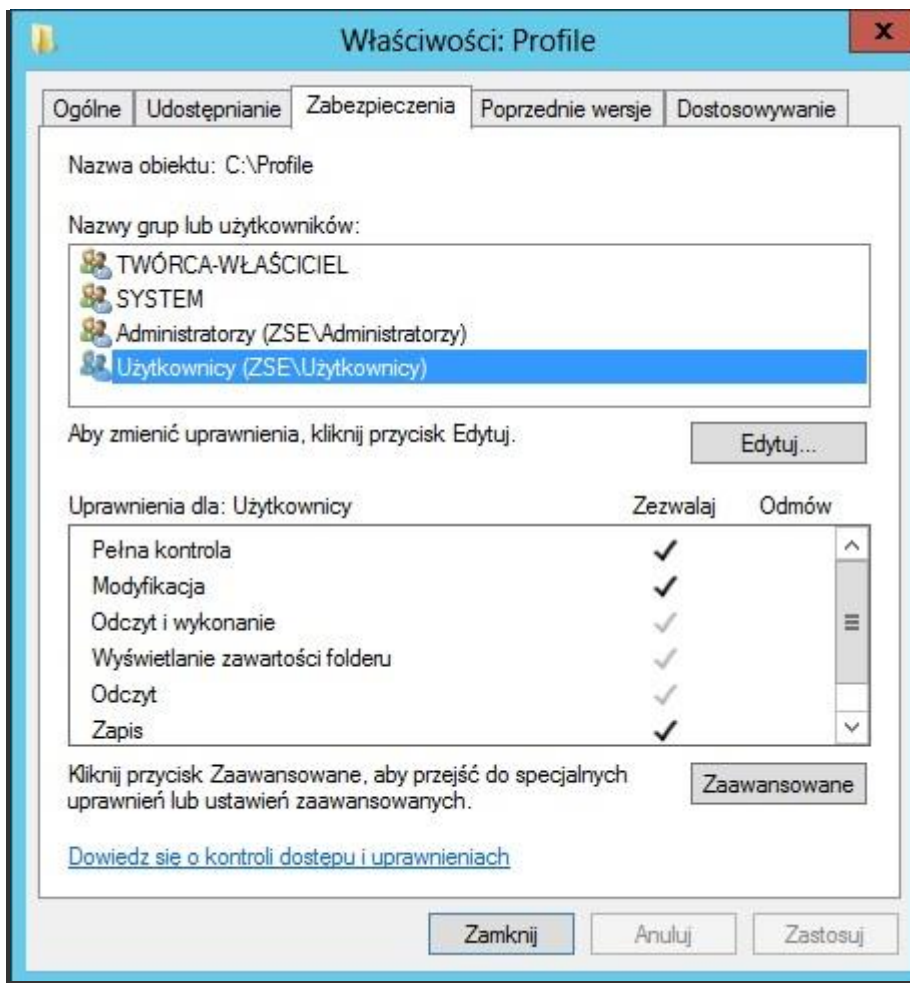 Właściwości: Profile
x
Ogólne Udostępnianie Zabezpieczenia Poprzednie wersje Dostosowywanie
Nazwa obiektu: C:\Profile
Nazwy grup lub użytkowników:
TWÓRCA-WŁAŚCICIEL
SYSTEM
Administratorzy (ZSE\Administratorzy)
Użytkownicy (ZSE\Użytkownicy)
Aby zmienić uprawnienia, kliknij przycisk Edytuj.
Edytuj...
Uprawnienia dla: Użytkownicy Zezwalaj Odmów
Pełna kontrola
Modyfikacja
Odczyt i wykonanie
Wyświetlanie zawartości folderu
Odczyt
Zapis
Kliknij przycisk Zaawansowane, aby przejść do specjalnych
uprawnień lub ustawień zaawansowanych.
Zaawansowane
Dowiedz się o kontroli dostępu i uprawnieniach
Zamknij Anuluj Zastosuj